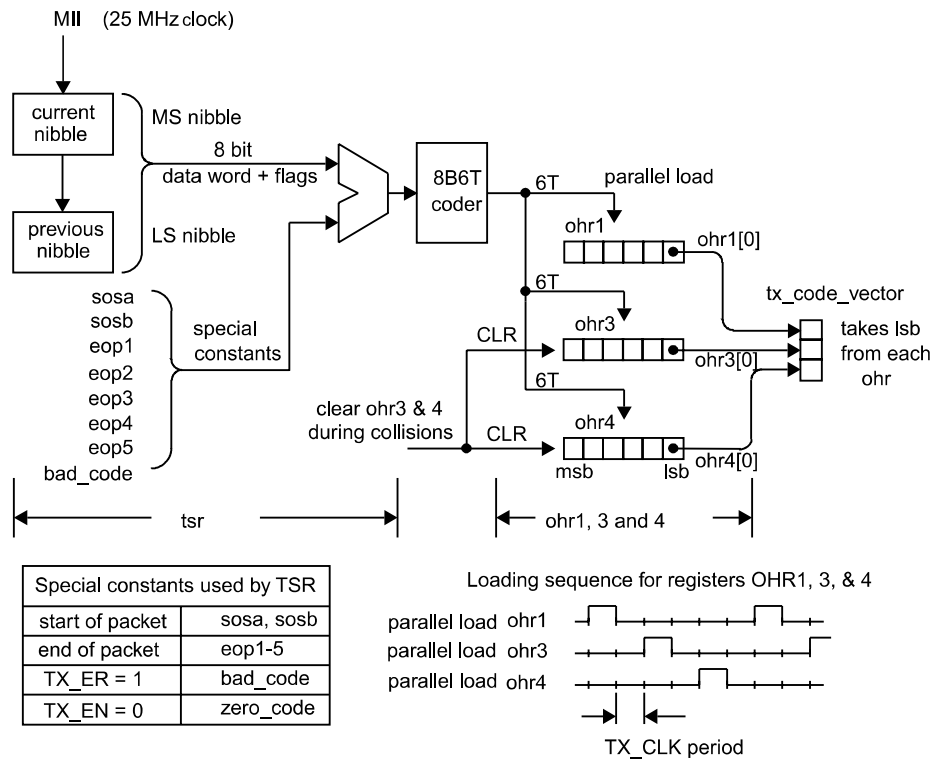 MII (25 MHz clock)
current
nibble
previous
nibble
MS nibble
8 bit
data word + flags
LS nibble
8B6T
coder
6T
parallel load
ohr1
ohr1[0]
6T
ohr3
CLR
ohr3[0]
6T
ohr4
CLR
ohr4[0]
msb
lsb
tx_code_vector
takes lsb
from each
ohr
sosa
sosb
eop1
eop2
eop3
eop4
eop5
bad_code
special
constants
clear ohr3 & 4
during collisions
tsr
ohr1, 3 and 4
Special constants used by TSR
start of packet sosa, sosb
end of packet eop1-5
TX_ER = 1 bad_code
TX_EN = 0 zero_code
Loading sequence for registers OHR1, 3, & 4
parallel load ohr1
parallel load ohr3
parallel load ohr4
TX_CLK period